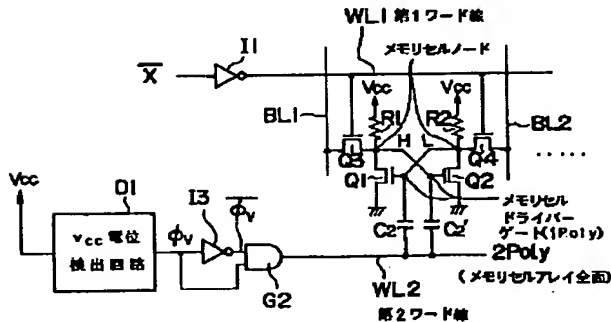 WL1 第1ワード線
I1
メモリセルノード
X
Vcc
Vcc
BL1
R1
R2
BL2
H
L
Q3
Q4
.....
Q1
Q2
メモリセル
ドライバー
ゲート(1Poly)
Vcc
D1
I3
φV
φV
C2
C2'
Vcc電位
検出回路
2Poly
G2
WL2
(メモリセルアレイ全面)
第2ワード線